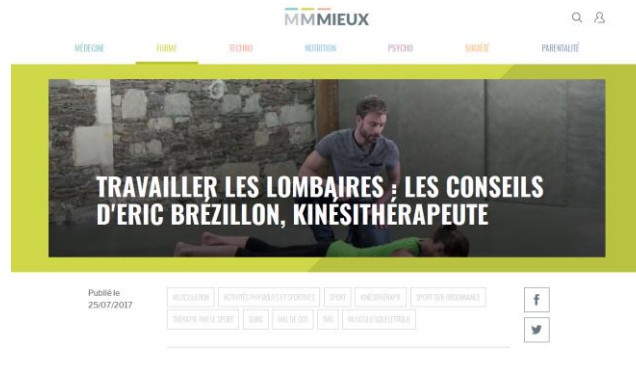 MMMIEUX
MÉDECINE FORME TECHNO NUTRITION PSYCHO SOCIÉTÉ PARENTALITÉ
TRAVAILLER LES LOMBAIRES : LES CONSEILS
D'ERIC BRÉZILLON, KINÉSITHÉRAPEUTE
Publié le
25/07/2017
MUSCULATION ACTIVITÉS PHYSIQUES ET SPORTIVES SPORT KINÉSITHÉRAPIE SPORT SUR ORDONNANCE
THÉRAPIE PAR LE SPORT SOINS MAL DE DOS TMS MUSCULO SQUELETTIQUE